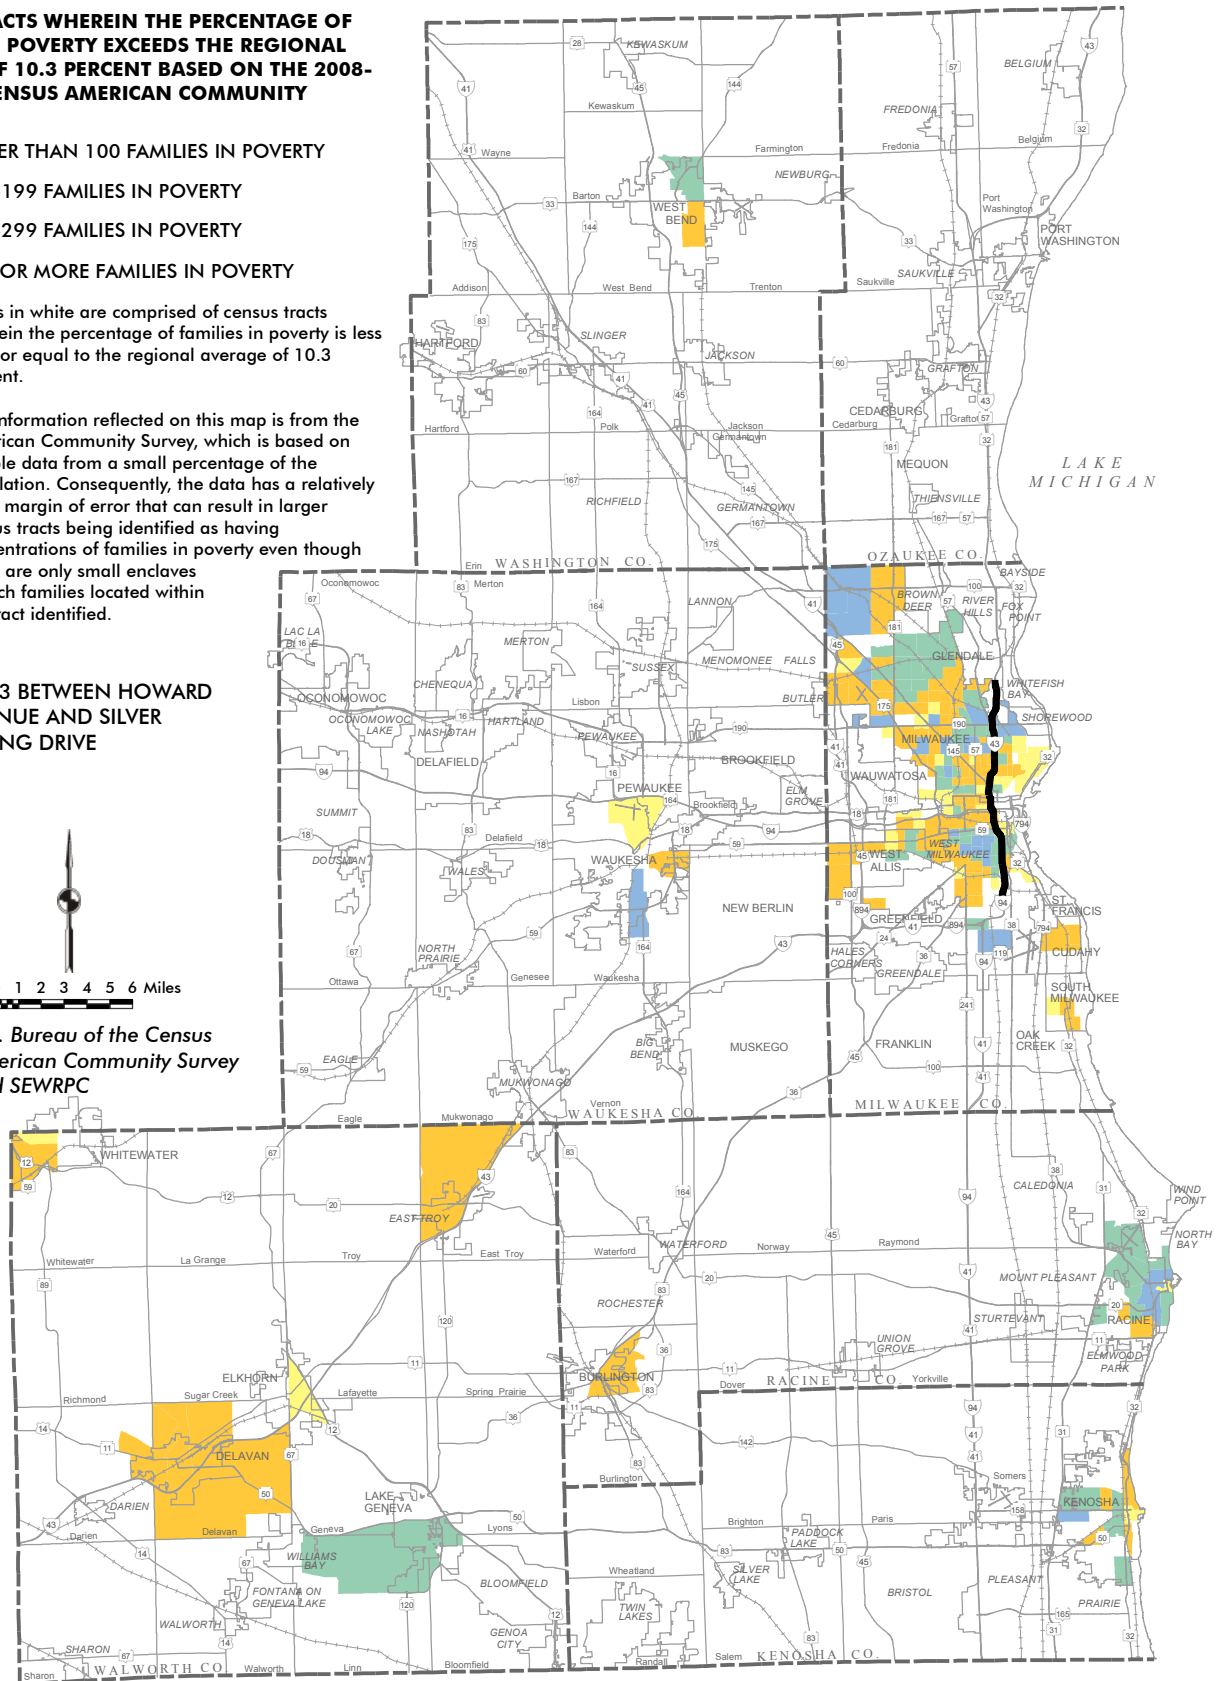 ACTS WHEREIN THE PERCENTAGE OF
POVERTY EXCEEDS THE REGIONAL
F 10.3 PERCENT BASED ON THE 2008-
ENSUS AMERICAN COMMUNITY
ER THAN 100 FAMILIES IN POVERTY
199 FAMILIES IN POVERTY
299 FAMILIES IN POVERTY
OR MORE FAMILIES IN POVERTY
s in white are comprised of census tracts
ein the percentage of families in poverty is less
or equal to the regional average of 10.3
ent.
nformation reflected on this map is from the
rican Community Survey, which is based on
le data from a small percentage of the
lation. Consequently, the data has a relatively
margin of error that can result in larger
us tracts being identified as having
entrations of families in poverty even though
are only small enclaves
ch families located within
ract identified.
3 BETWEEN HOWARD
NUE AND SILVER
NG DRIVE
1 2 3 4 5 6 Miles
. Bureau of the Census
erican Community Survey
d SEWRPC
KEWASKUM
Kewaskum
Wayne
Barton
WEST
BEND
Farmington
NEWBURG
Addison
West Bend
Trenton
HARTFORD
SLINGER
JACKSON
Hartford
Polk
Jackson
Germantown
RICHFIELD
GERMANTOWN
Erin
WASHINGTON CO.
BELGIUM
FREDONIA
Fredonia
Belgium
Port
Washington
PORT
WASHINGTON
SAUKVILLE
Saukville
GRAFTON
CEDARBURG
Cedarburg
Grafton
MEQUON
THIENSVILLE
OZAUKEE CO.
LAKE
MICHIGAN
Oconomowoc
Merton
LAC LA
BELLE
MERTON
LANNON
SUSSEX
MENOMONEE FALLS
CHENEQUA
OCONOMOWOC
OCONOMOWOC
LAKE
NASHOTAH
HARTLAND
Lisbon
PEWAUKEE
BUTLER
DELAFIELD
BROOKFIELD
PEWAUKEE
Brookfield
ELM
GROVE
SUMMIT
Delafield
DOUSMAN
WALES
WAUKESHA
NEW BERLIN
NORTH
PRAIRIE
Ottawa
Genesee
Waukesha
EAGLE
BIG
BEND
MUSKEGO
MUKWONAGO
Eagle
Mukwonago
Vernon
WAUKESHA CO.
BAYSIDE
BROWN
DEER
RIVER
HILLS
FOX
POINT
GLENDALE
WHITEFISH
BAY
SHOREWOOD
MILWAUKEE
WAUWATOSA
WEST
MILWAUKEE
WEST
ALLIS
ST.
FRANCIS
GREENFIELD
HALES
CORNERS
GREENDALE
CUDAHY
SOUTH
MILWAUKEE
FRANKLIN
OAK
CREEK
MILWAUKEE CO.
WHITEWATER
EAST TROY
Whitewater
La Grange
Troy
East Troy
ELKHORN
Richmond
Sugar Creek
Lafayette
Spring Prairie
DELAVAN
DARIEN
Darien
Delavan
LAKE
GENEVA
Geneva
Lyons
WILLIAMS
BAY
FONTANA ON
GENEVA LAKE
BLOOMFIELD
WALWORTH
SHARON
Sharon
WALWORTH CO.
Walworth
Linn
Bloomfield
GENOA
CITY
CALEDONIA
WIND
POINT
NORTH
BAY
Waterford
WATERFORD
Norway
Raymond
ROCHESTER
MOUNT PLEASANT
STURTEVANT
RACINE
UNION
GROVE
ELMWOOD
PARK
BURLINGTON
Dover
RACINE CO.
Yorkville
Burlington
Somers
KENOSHA
Brighton
Paris
PADDOCK
LAKE
Wheatland
SILVER
LAKE
PLEASANT
PRAIRIE
BRISTOL
TWIN
LAKES
Randall
Salem
KENOSHA CO.